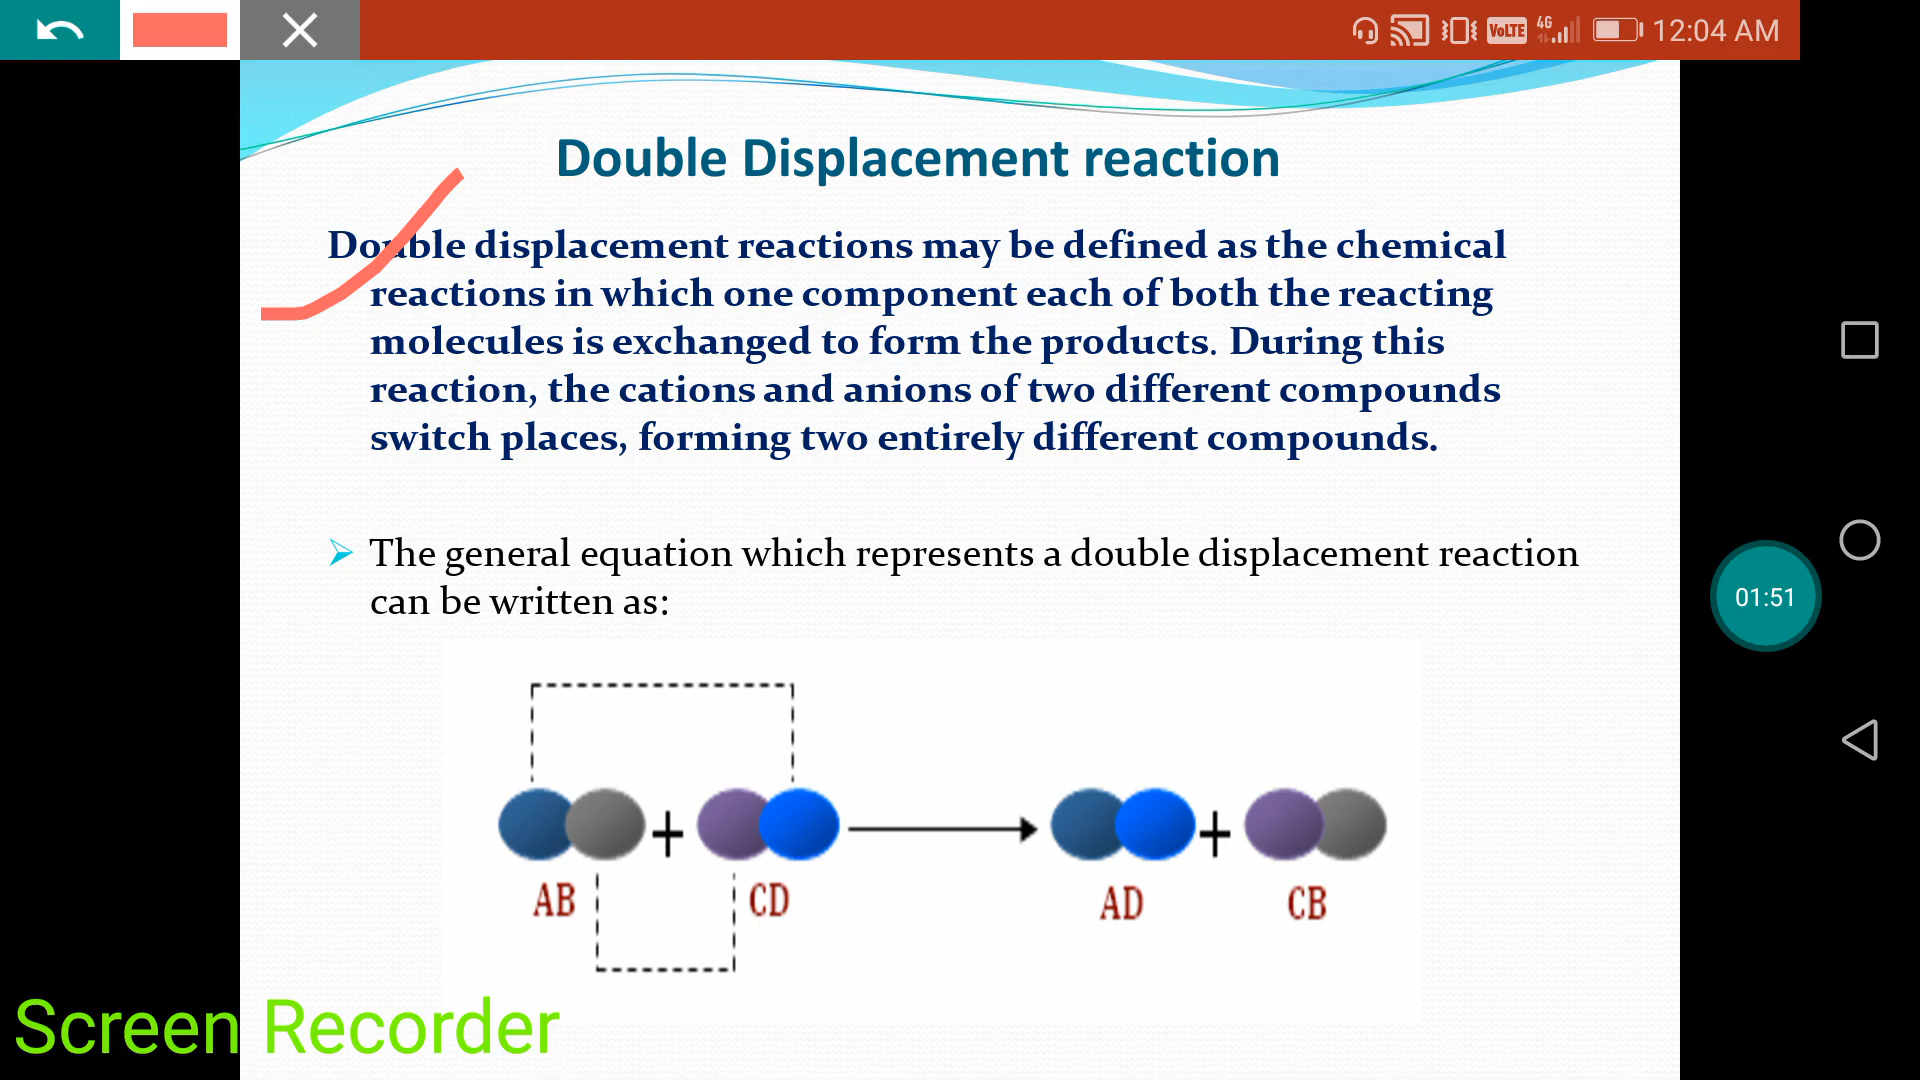 VoLTE 4G 12:04 AM
Double Displacement reaction
Double displacement reactions may be defined as the chemical
reactions in which one component each of both the reacting
molecules is exchanged to form the products. During this
reaction, the cations and anions of two different compounds
switch places, forming two entirely different compounds.
The general equation which represents a double displacement reaction
can be written as:
01:51
+ +
AB CD AD CB
Screen Recorder